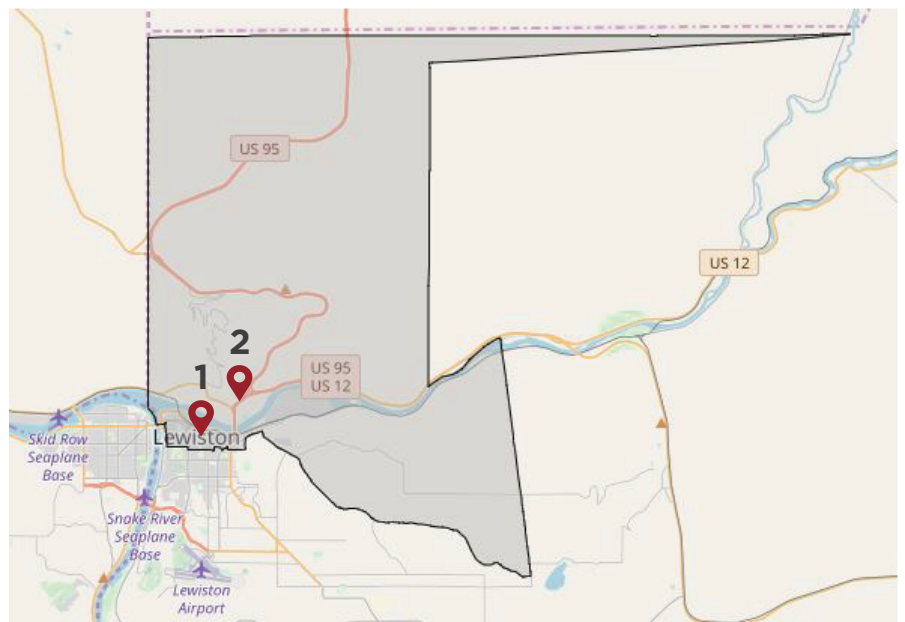 US 95
US 12
2
1
US 95
US 12
Lewiston
Skid Row
Seaplane
Base
Snake River
Seaplane
Base
Lewiston
Airport